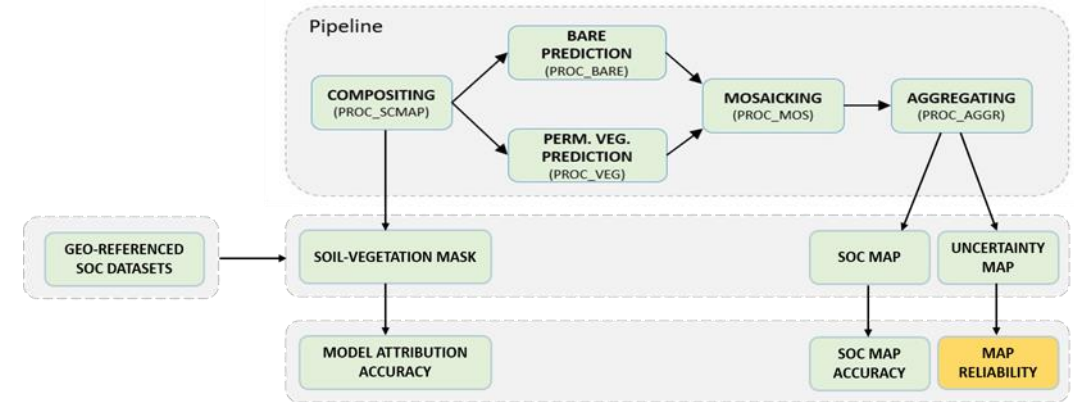 Pipeline
BARE
PREDICTION
(PROC_BARE)
COMPOSITING
(PROC_SCMAP)
MOSAICKING
(PROC_MOS)
AGGREGATING
(PROC_AGGR)
PERM. VEG.
PREDICTION
(PROC_VEG)
GEO-REFERENCED
SOC DATASETS
SOIL-VEGETATION MASK
SOC MAP
UNCERTAINTY
MAP
MODEL ATTRIBUTION
ACCURACY
SOC MAP
ACCURACY
MAP
RELIABILITY